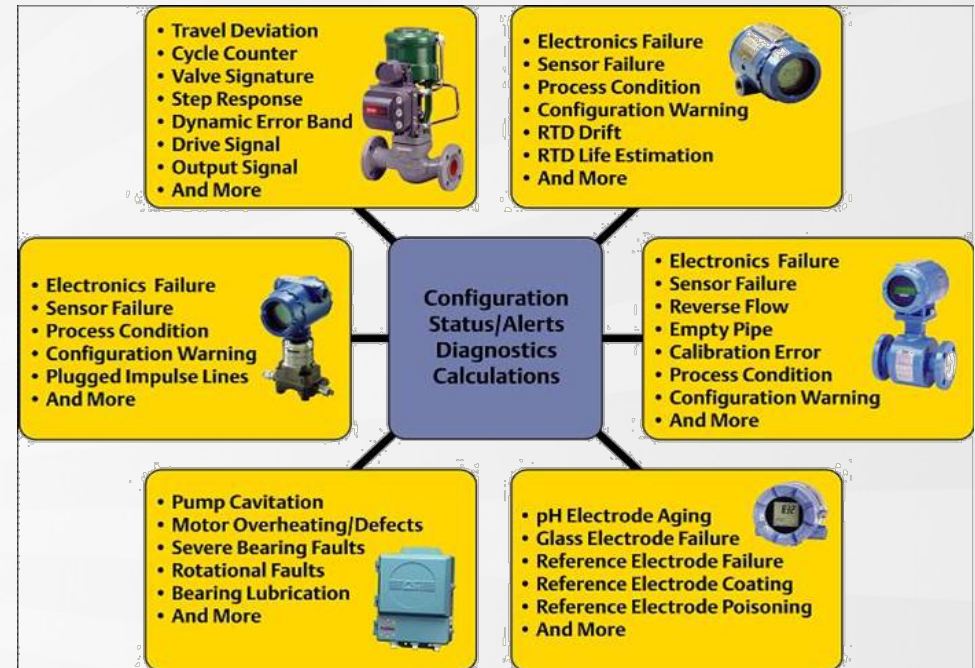 • Travel Deviation
• Cycle Counter
• Valve Signature
• Step Response
• Dynamic Error Band
• Drive Signal
• Output Signal
• And More
• Electronics Failure
• Sensor Failure
• Process Condition
• Configuration Warning
• RTD Drift
• RTD Life Estimation
• And More
• Electronics Failure
• Sensor Failure
• Process Condition
• Configuration Warning
• Plugged Impulse Lines
• And More
Configuration
Status/Alerts
Diagnostics
Calculations
• Electronics Failure
• Sensor Failure
• Reverse Flow
• Empty Pipe
• Calibration Error
• Process Condition
• Configuration Warning
• And More
• Pump Cavitation
• Motor Overheating/Defects
• Severe Bearing Faults
• Rotational Faults
• Bearing Lubrication
• And More
• pH Electrode Aging
• Glass Electrode Failure
• Reference Electrode Failure
• Reference Electrode Coating
• Reference Electrode Poisoning
• And More